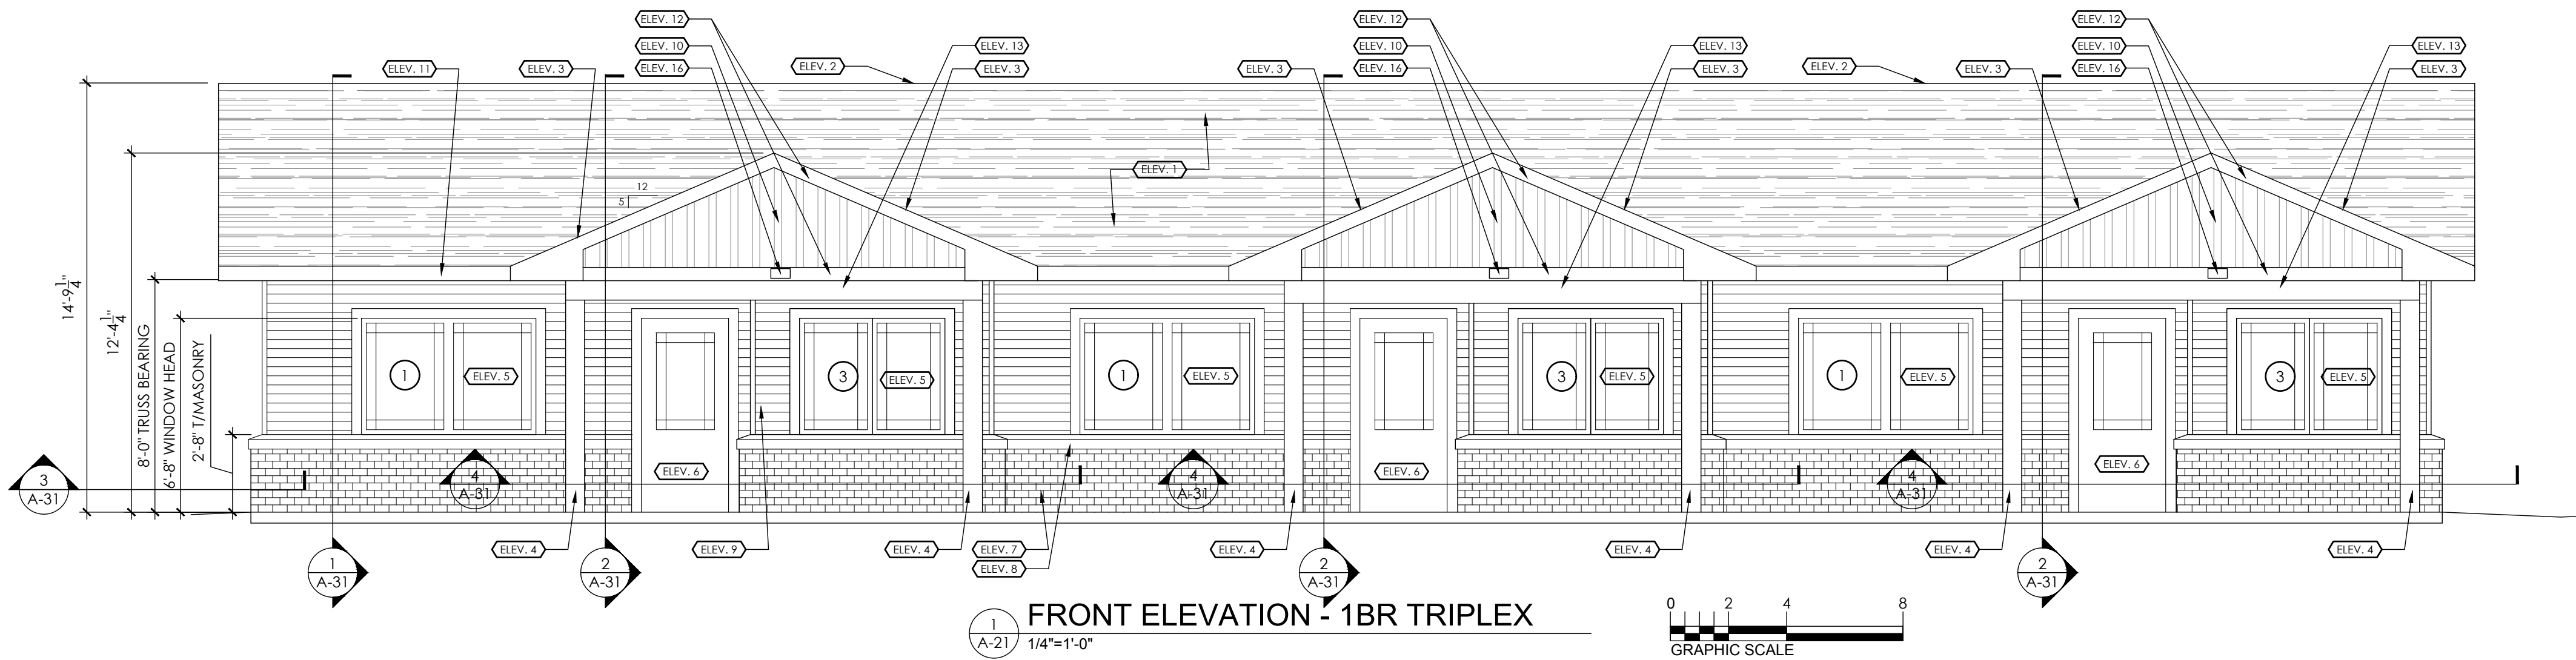 ELEV. 12
ELEV. 12
ELEV. 12
ELEV. 10
ELEV. 13
ELEV. 10
ELEV. 13
ELEV. 10
ELEV. 13
ELEV. 11
ELEV. 3
ELEV. 16
ELEV. 2
ELEV. 3
ELEV. 3
ELEV. 16
ELEV. 3
ELEV. 2
ELEV. 3
ELEV. 16
ELEV. 3
ELEV. 1
12
5
14'-9 1/4"
12'-4 1/4"
8'-0" TRUSS BEARING
6'-8" WINDOW HEAD
2'-8" T/MASONRY
1
ELEV. 5
3
ELEV. 5
1
ELEV. 5
3
ELEV. 5
1
ELEV. 5
3
ELEV. 5
ELEV. 6
ELEV. 6
ELEV. 6
3
A-31
4
A-31
4
A-31
4
A-31
ELEV. 4
ELEV. 9
ELEV. 4
ELEV. 7
ELEV. 4
ELEV. 4
ELEV. 4
ELEV. 4
ELEV. 8
1
A-31
2
A-31
2
A-31
2
A-31
1
A-21
FRONT ELEVATION - 1BR TRIPLEX
1/4"=1'-0"
0 2 4 8
GRAPHIC SCALE